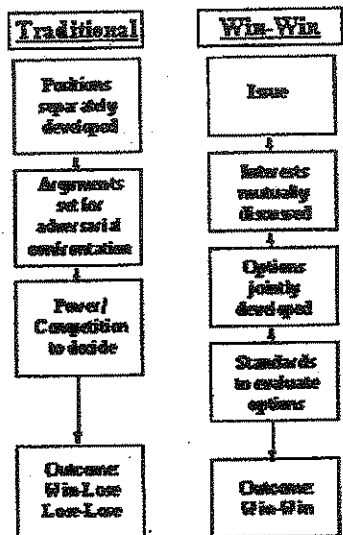 Traditional
Positions
separately
developed
Arguments
set for
adversarial
confrontation
Power/
Competition
to decide
Outcome:
Win-Lose
Lose-Lose
Win-Win
Issue
Interests
mutually
discussed
Options
jointly
developed
Standards
to evaluate
options
Outcome:
Win-Win